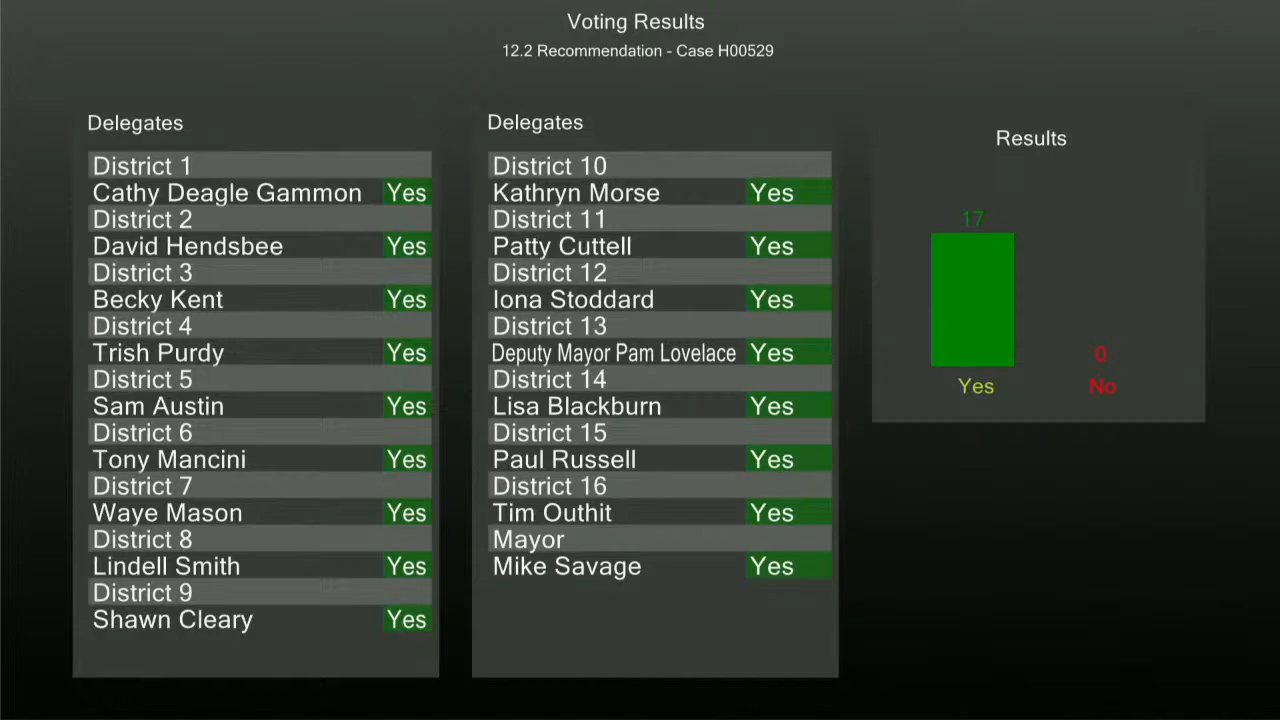 Voting Results
12.2 Recommendation - Case H00529
Delegates
District 1
Cathy Deagle Gammon Yes
District 2
David Hendsbee Yes
District 3
Becky Kent Yes
District 4
Trish Purdy Yes
District 5
Sam Austin Yes
District 6
Tony Mancini Yes
District 7
Waye Mason Yes
District 8
Lindell Smith Yes
District 9
Shawn Cleary Yes
Delegates
District 10
Kathryn Morse Yes
District 11
Patty Cuttell Yes
District 12
Iona Stoddard Yes
District 13
Deputy Mayor Pam Lovelace Yes
District 14
Lisa Blackburn Yes
District 15
Paul Russell Yes
District 16
Tim Outhit Yes
Mayor
Mike Savage Yes
Results
17
0
Yes No